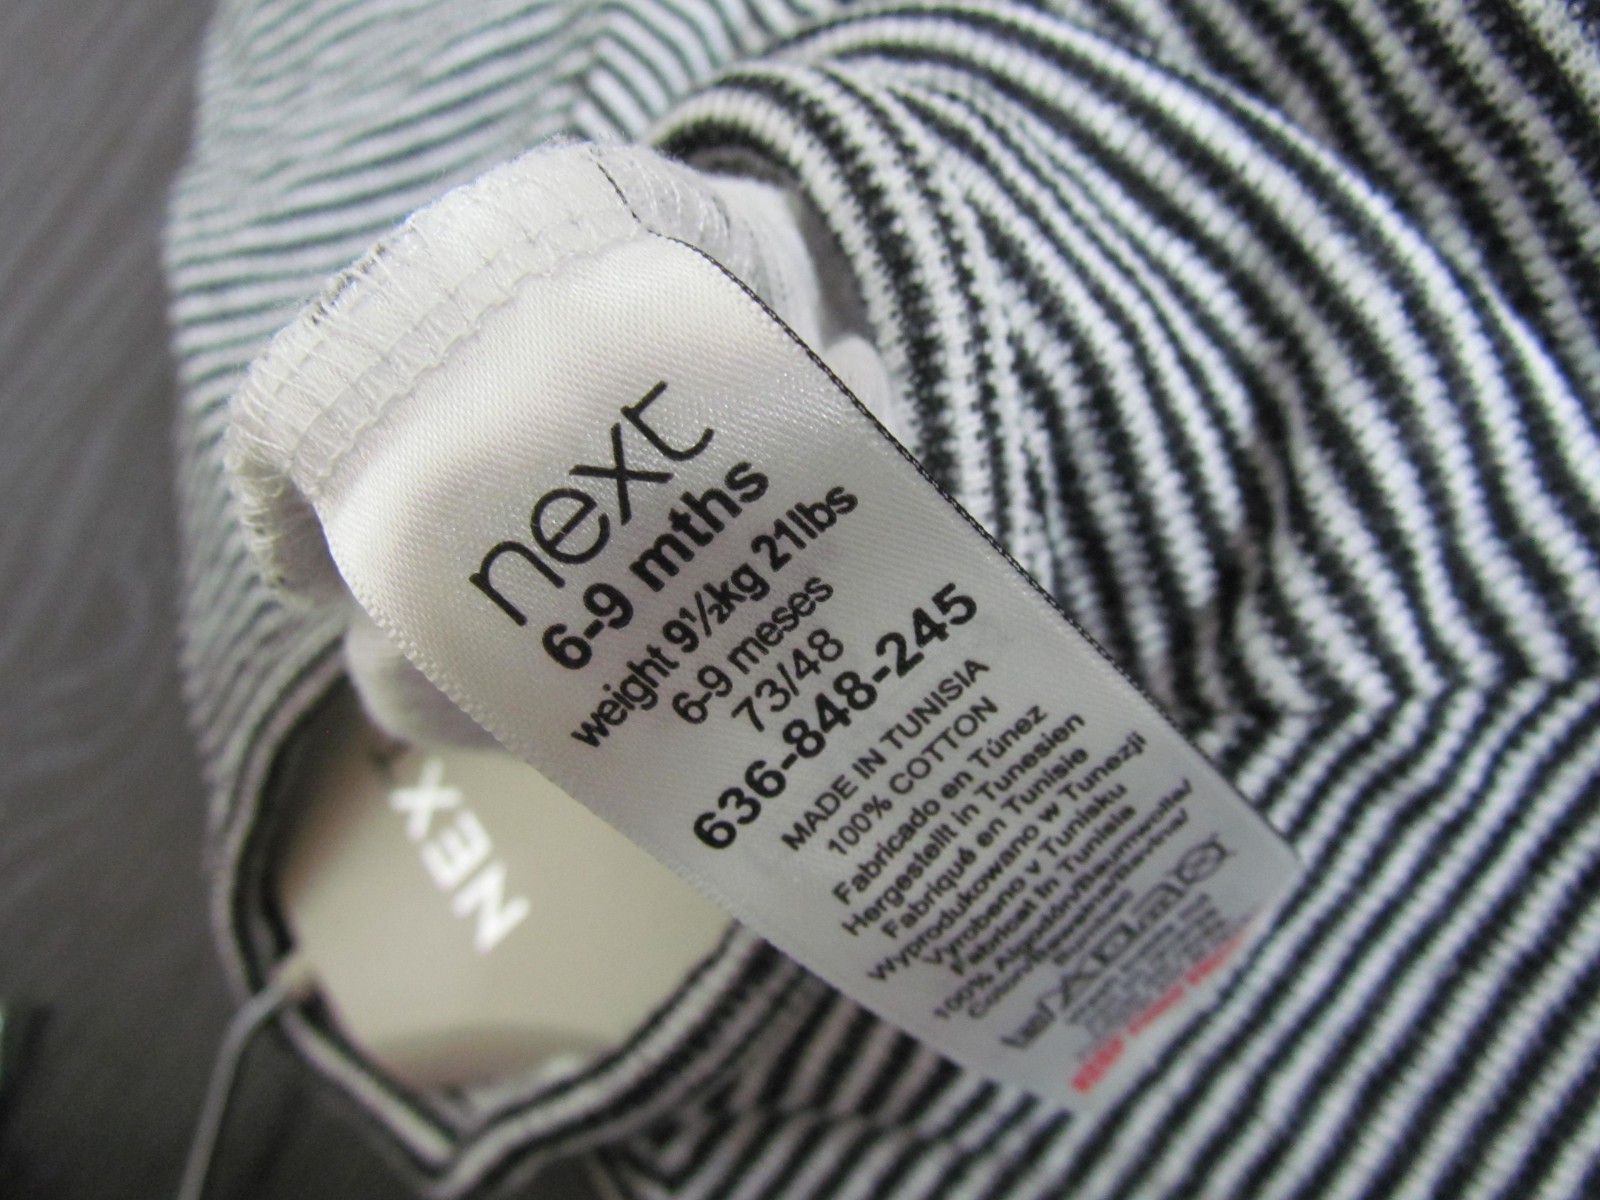 next
6-9 mths
weight 9½kg 21lbs
6-9 meses
73/48
636-848-245
MADE IN TUNISIA
100% COTTON
Fabricado en Túnez
Hergestellt in Tunesien
Fabriqué en Tunisie
Wyprodukowano w Tunezji
Vyrobeno v Tunisku
Fabricat în Tunisia
100% Algodón/Baumwolle/
NEX